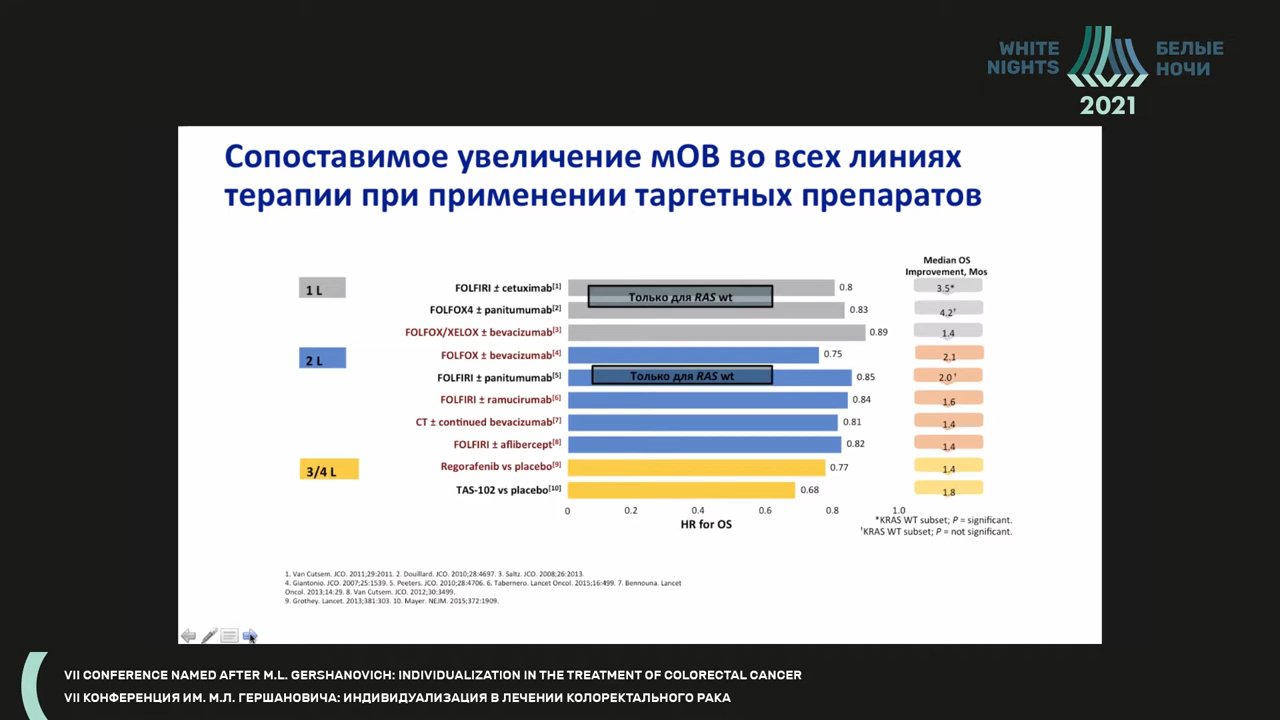 WHITE NIGHTS
БЕЛЫЕ НОЧИ
2021
Сопоставимое увеличение мОВ во всех линиях
терапии при применении таргетных препаратов
Median OS
Improvement, Mos
1 L
FOLFIRI ± cetuximab[1]
0.8
3.5*
Только для RAS wt
FOLFOX4 ± panitumumab[2]
0.83
4.2†
FOLFOX/XELOX ± bevacizumab[3]
0.89
1.4
2 L
FOLFOX ± bevacizumab[4]
0.75
2.1
FOLFIRI ± panitumumab[5]
Только для RAS wt
0.85
2.0†
FOLFIRI ± ramucirumab[6]
0.84
1.6
CT ± continued bevacizumab[7]
0.81
1.4
FOLFIRI ± aflibercept[8]
0.82
1.4
3/4 L
Regorafenib vs placebo[9]
0.77
1.4
TAS-102 vs placebo[10]
0.68
1.8
0 0.2 0.4 0.6 0.8 1.0
HR for OS
*KRAS WT subset; P = significant.
†KRAS WT subset; P = not significant.
1. Van Cutsem. JCO. 2011;29:2011. 2. Douillard. JCO. 2010;28:4697. 3. Saltz. JCO. 2008;26:2013.
4. Giantonio. JCO. 2007;25:1539. 5. Peeters. JCO. 2010;28:4706. 6. Tabernero. Lancet Oncol. 2015;16:499. 7. Bennouna. Lancet
Oncol. 2013;14:29. 8. Van Cutsem. JCO. 2012;30:3499.
9. Grothey. Lancet. 2013;381:303. 10. Mayer. NEJM. 2015;372:1909.
VII CONFERENCE NAMED AFTER M.L. GERSHANOVICH: INDIVIDUALIZATION IN THE TREATMENT OF COLORECTAL CANCER
VII КОНФЕРЕНЦИЯ ИМ. М.Л. ГЕРШАНОВИЧА: ИНДИВИДУАЛИЗАЦИЯ В ЛЕЧЕНИИ КОЛОРЕКТАЛЬНОГО РАКА